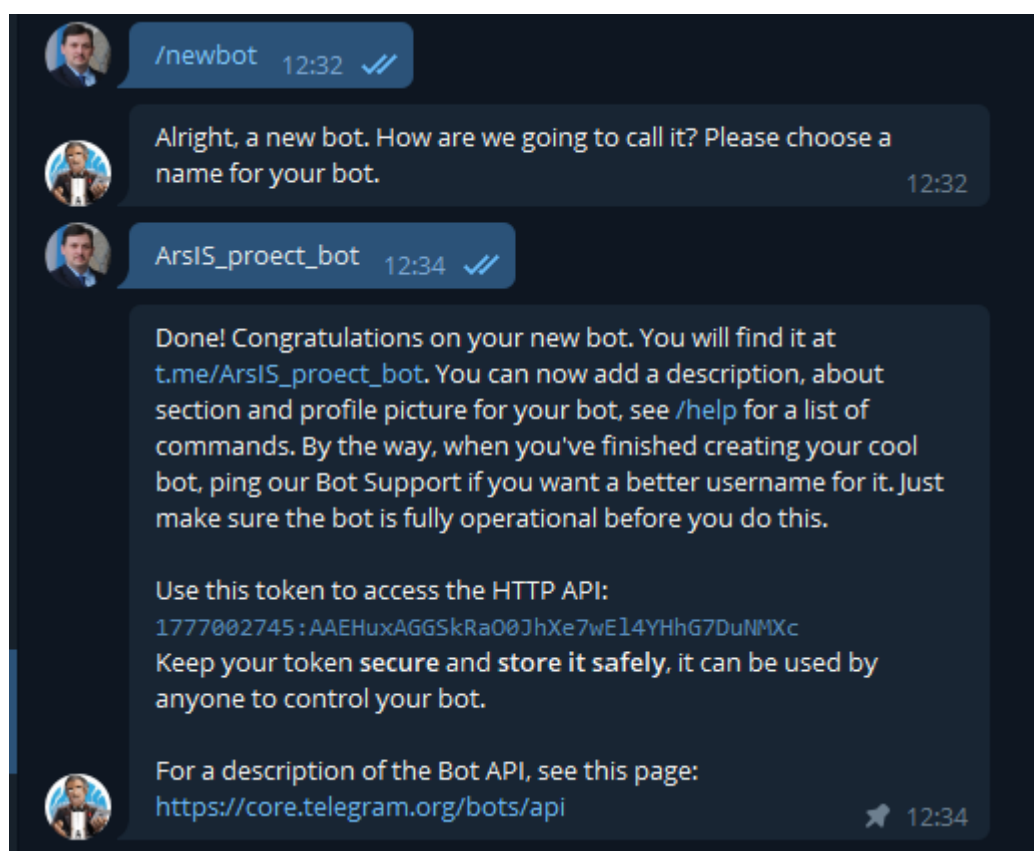 /newbot 12:32
Alright, a new bot. How are we going to call it? Please choose a
name for your bot.
12:32
ArsIS_proect_bot 12:34
Done! Congratulations on your new bot. You will find it at
t.me/ArsIS_proect_bot. You can now add a description, about
section and profile picture for your bot, see /help for a list of
commands. By the way, when you've finished creating your cool
bot, ping our Bot Support if you want a better username for it. Just
make sure the bot is fully operational before you do this.
Use this token to access the HTTP API:
1777002745:AAEHuxAGGSkRaO0JhXe7wEl4YHhG7DuNMXc
Keep your token secure and store it safely, it can be used by
anyone to control your bot.
For a description of the Bot API, see this page:
https://core.telegram.org/bots/api
12:34